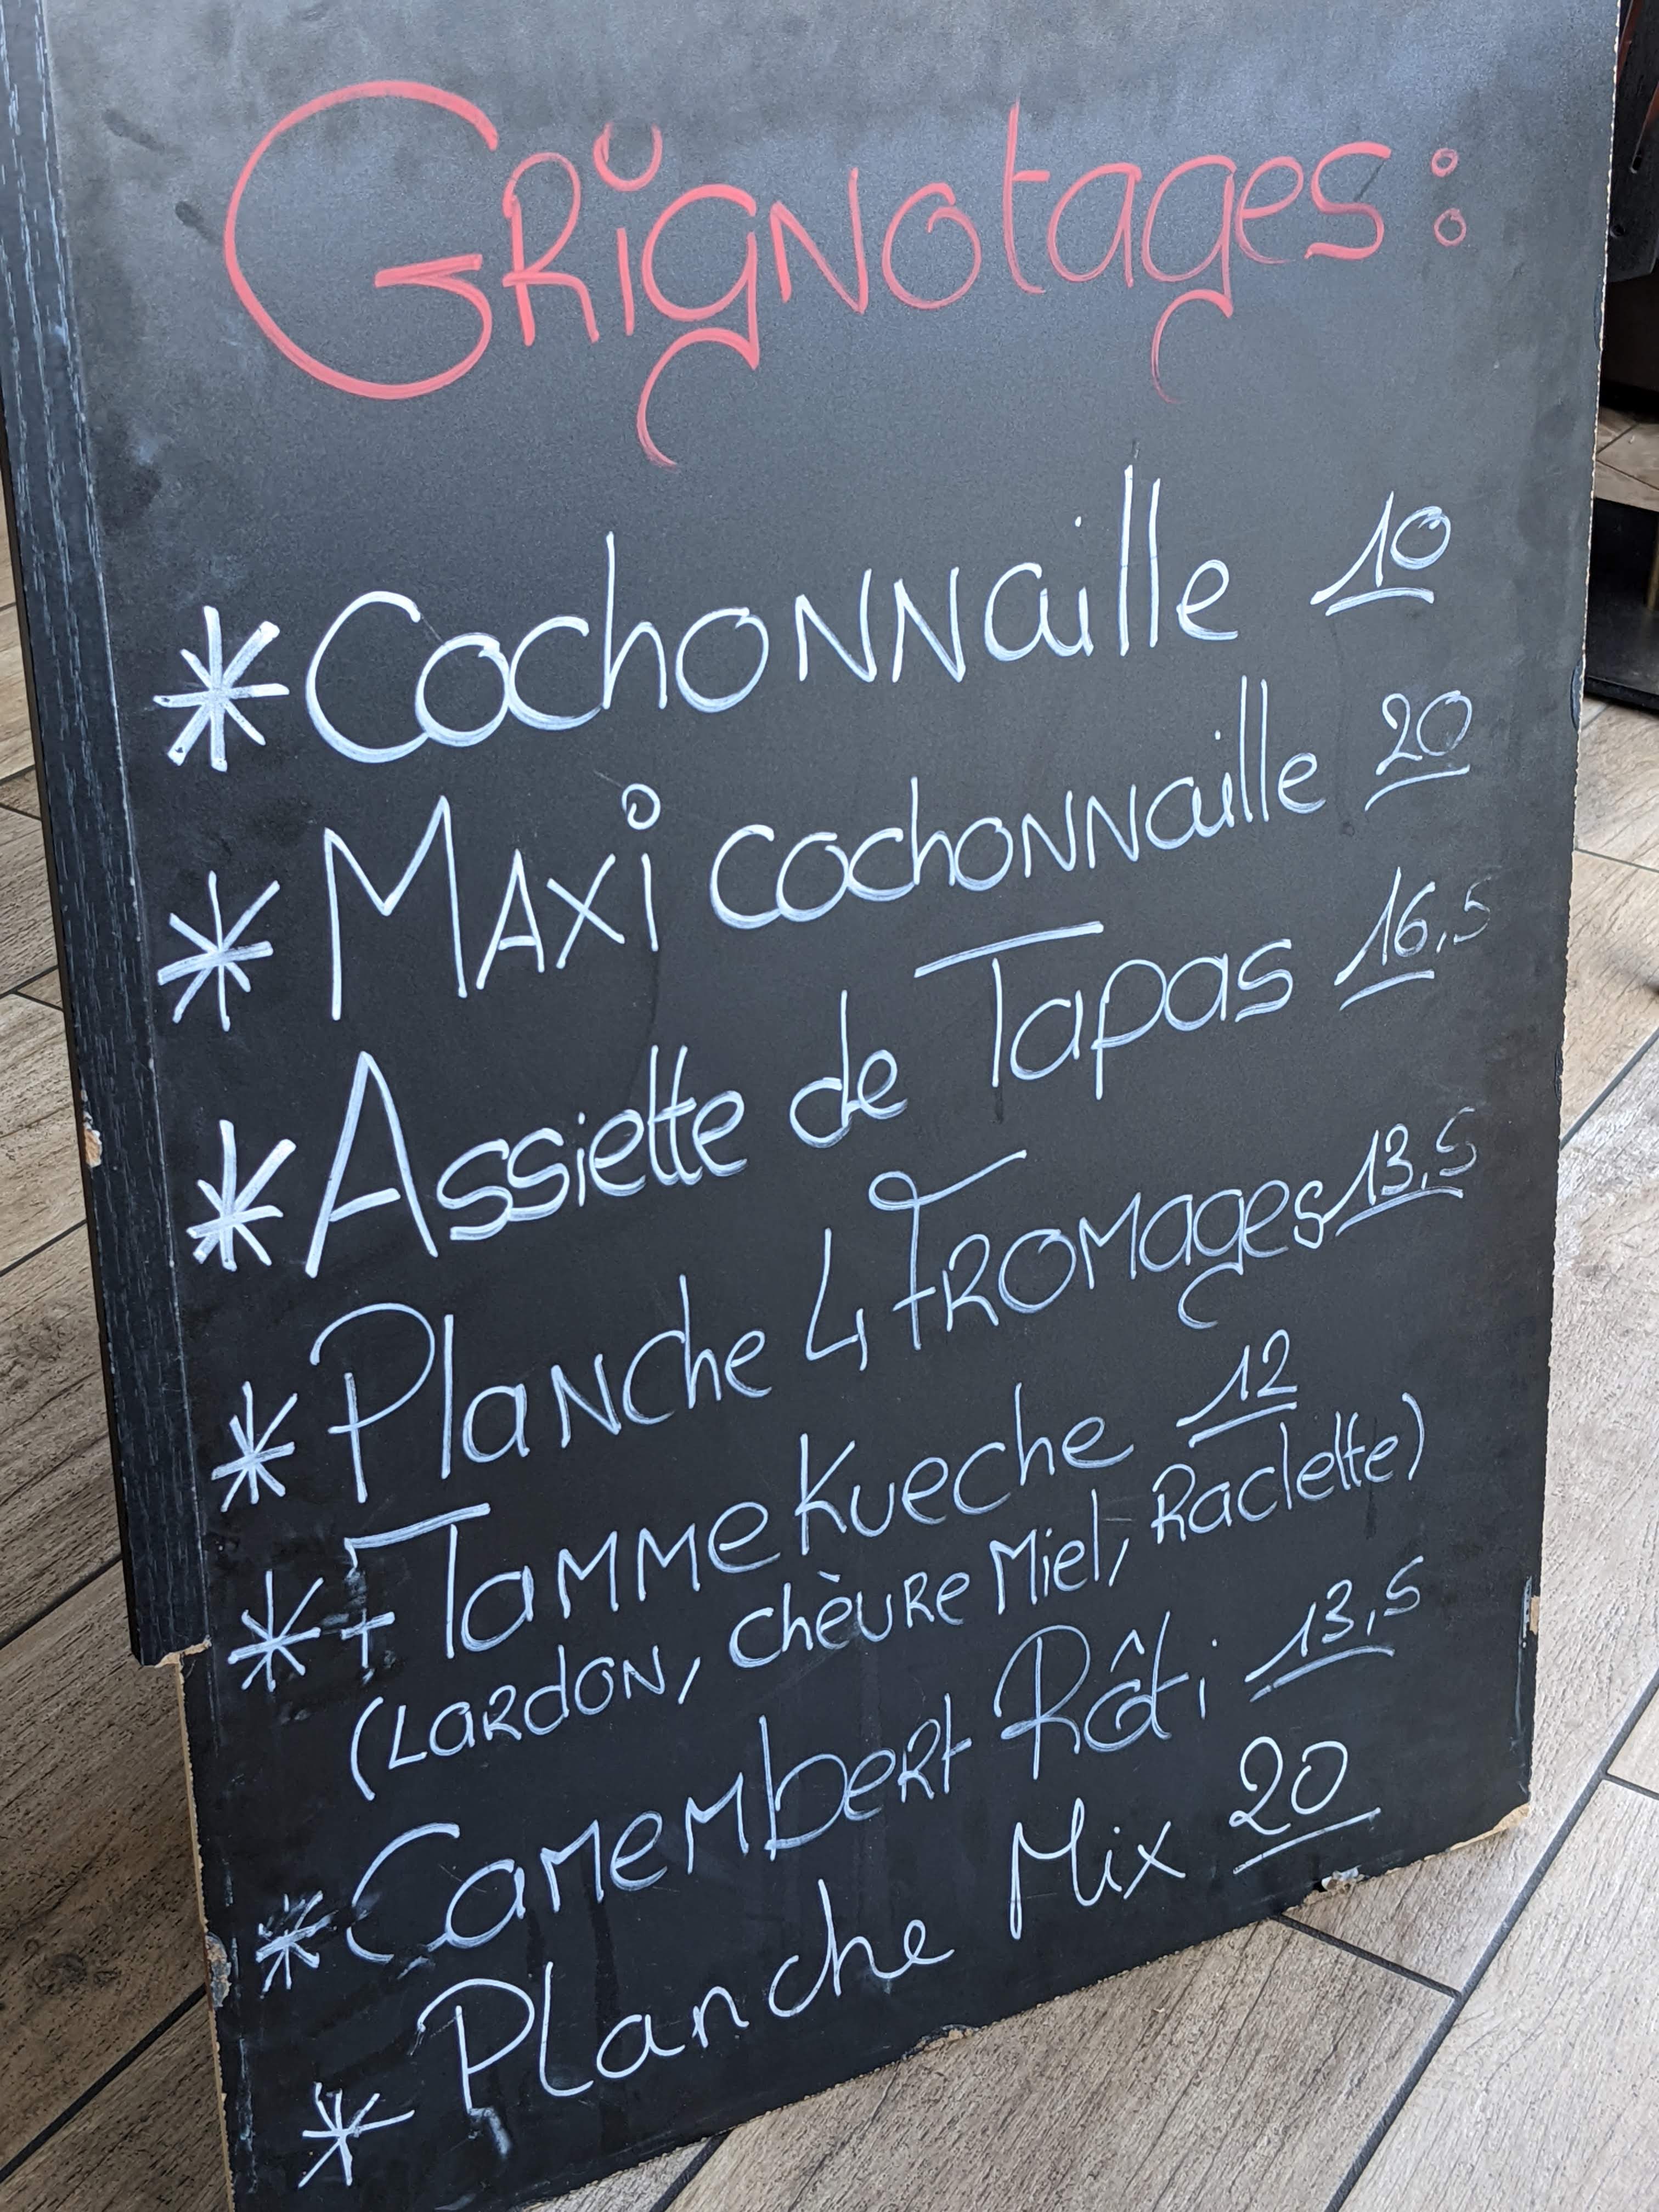 Grignotages :
* Cochonnaille 10
* Maxi cochonnaille 20
* Assiette de Tapas 16,5
* Planche 4 Fromages 13,5
* Tammekueche 12
(Lardon, chèvre Miel, Raclette)
* Camembert Rôti 13,5
* Planche Mix 20